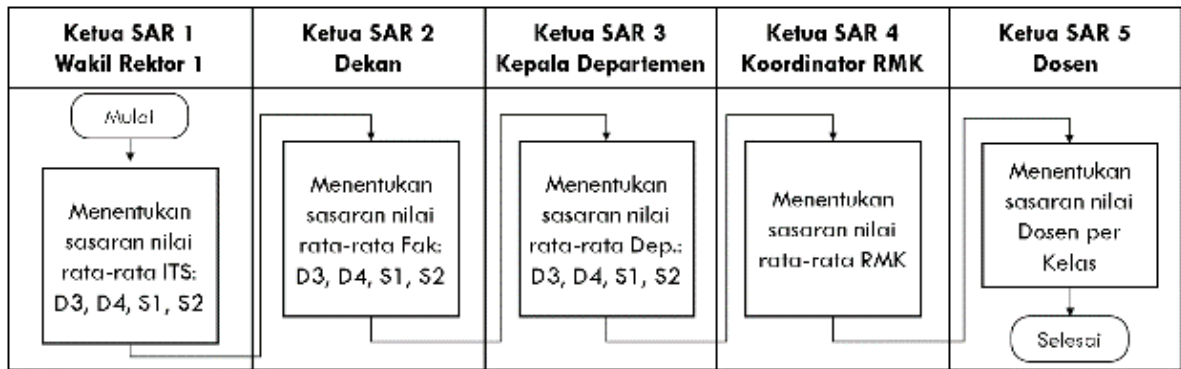 Ketua SAR 1
Wakil Rektor 1
Ketua SAR 2
Dekan
Ketua SAR 3
Kepala Departemen
Ketua SAR 4
Koordinator RMK
Ketua SAR 5
Dosen
Mulai
Menentukan
sasaran nilai
rata-rata ITS:
D3, D4, S1, S2
Menentukan
sasaran nilai
rata-rata Fak:
D3, D4, S1, S2
Menentukan
sasaran nilai
rata-rata Dep.:
D3, D4, S1, S2
Menentukan
sasaran nilai
rata-rata RMK
Menentukan
sasaran nilai
Dosen per
Kelas
Selesai